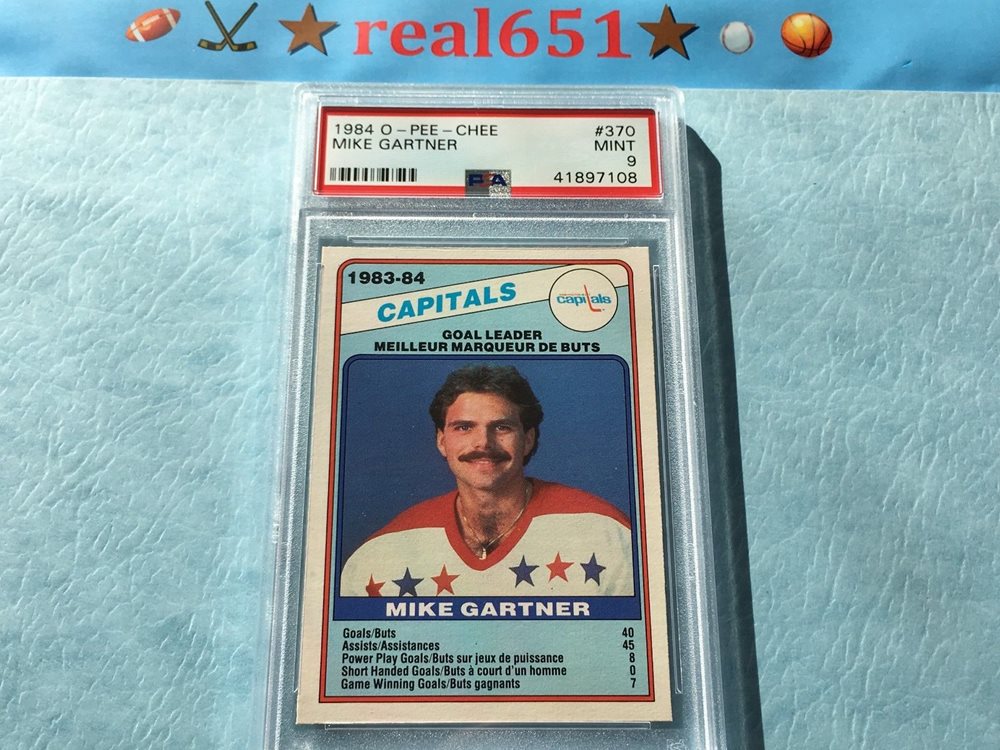 real651
1984 O-PEE-CHEE #370
MIKE GARTNER MINT
9
PSA 41897108
1983-84
CAPITALS
capitals
GOAL LEADER
MEILLEUR MARQUEUR DE BUTS
MIKE GARTNER
Goals/Buts 40
Assists/Assistances 45
Power Play Goals/Buts sur jeux de puissance 8
Short Handed Goals/Buts à court d'un homme 0
Game Winning Goals/Buts gagnants 7